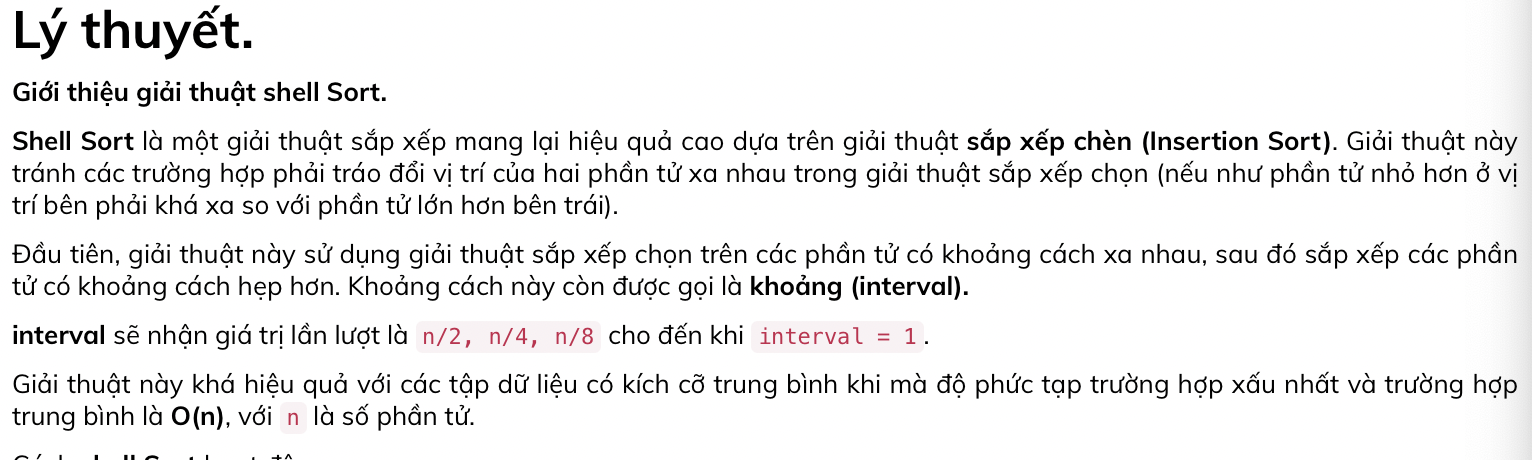 Lý thuyết.
Giới thiệu giải thuật shell Sort.
Shell Sort là một giải thuật sắp xếp mang lại hiệu quả cao dựa trên giải thuật sắp xếp chèn (Insertion Sort). Giải thuật này
tránh các trường hợp phải tráo đổi vị trí của hai phần tử xa nhau trong giải thuật sắp xếp chọn (nếu như phần tử nhỏ hơn ở vị
trí bên phải khá xa so với phần tử lớn hơn bên trái).
Đầu tiên, giải thuật này sử dụng giải thuật sắp xếp chọn trên các phần tử có khoảng cách xa nhau, sau đó sắp xếp các phần
tử có khoảng cách hẹp hơn. Khoảng cách này còn được gọi là khoảng (interval).
interval sẽ nhận giá trị lần lượt là n/2, n/4, n/8 cho đến khi interval = 1.
Giải thuật này khá hiệu quả với các tập dữ liệu có kích cỡ trung bình khi mà độ phức tạp trường hợp xấu nhất và trường hợp
trung bình là O(n), với n là số phần tử.